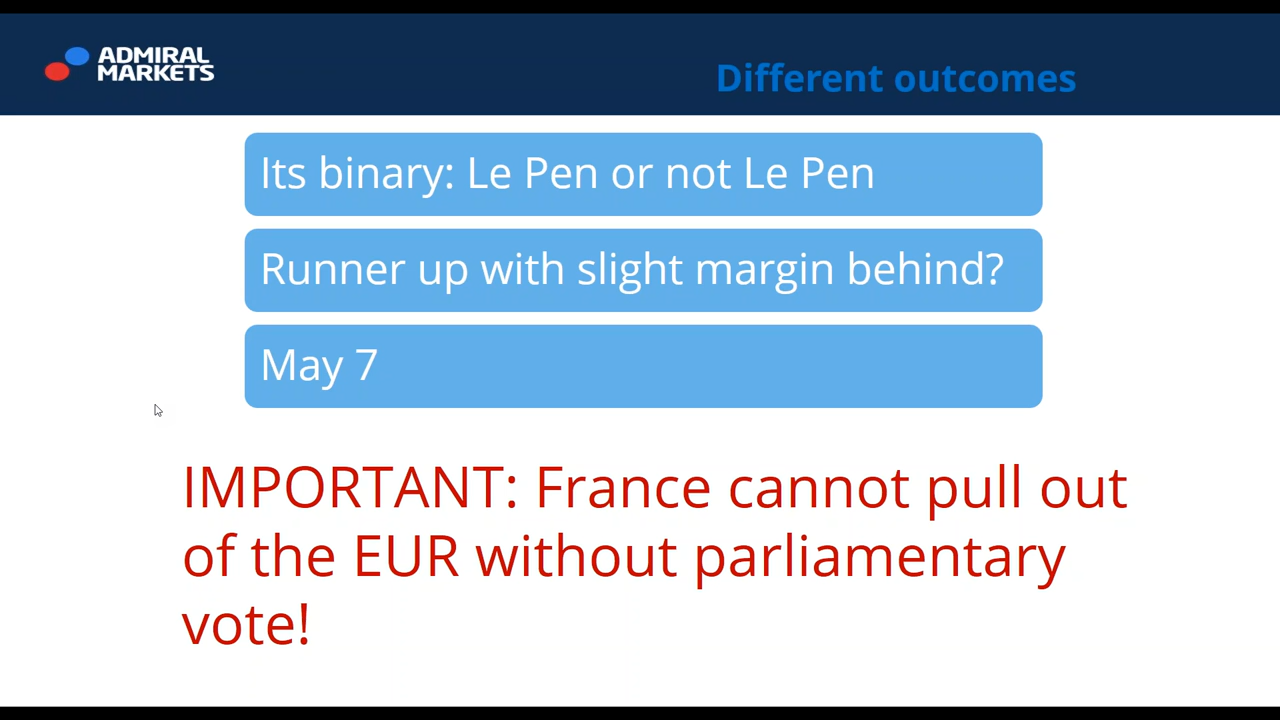 ADMIRAL
MARKETS
Different outcomes
Its binary: Le Pen or not Le Pen
Runner up with slight margin behind?
May 7
IMPORTANT: France cannot pull out
of the EUR without parliamentary
vote!